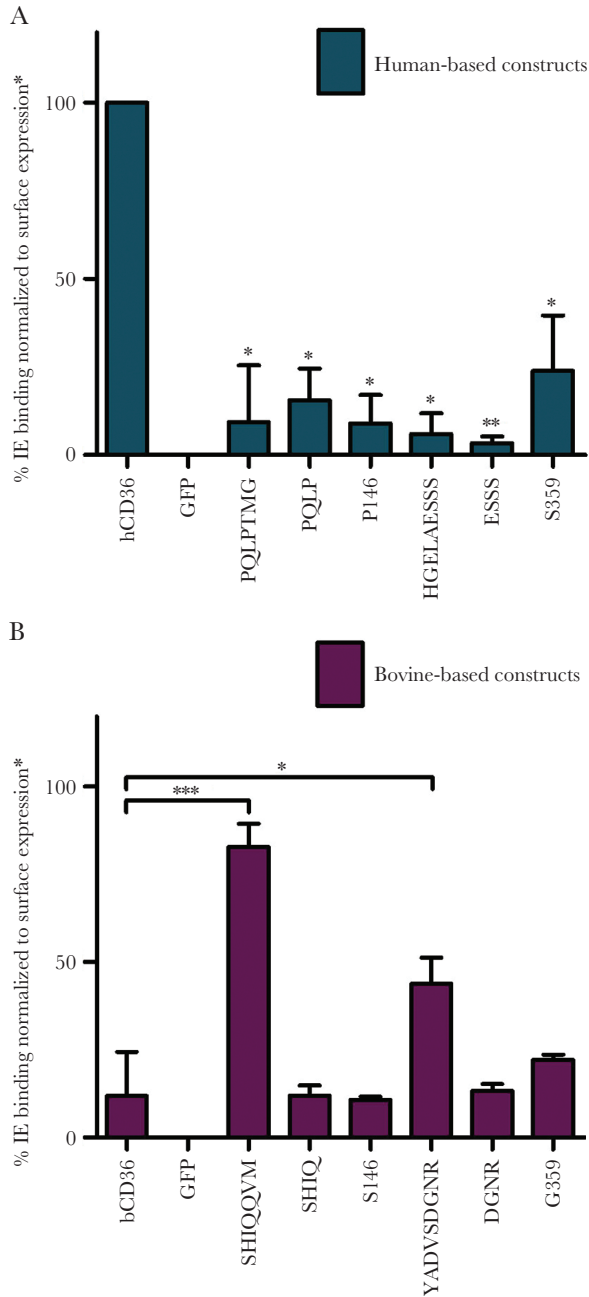 A
Human-based constructs
% IE binding normalized to surface expression*
100
50
0
*
*
*
*
**
*
hCD36
GFP
PQLPTMG
PQLP
P146
HGELAESSS
ESSS
S359
B
Bovine-based constructs
% IE binding normalized to surface expression*
100
50
0
*
***
bCD36
GFP
SHIQQVM
SHIQ
S146
YADVSDGNR
DGNR
G359